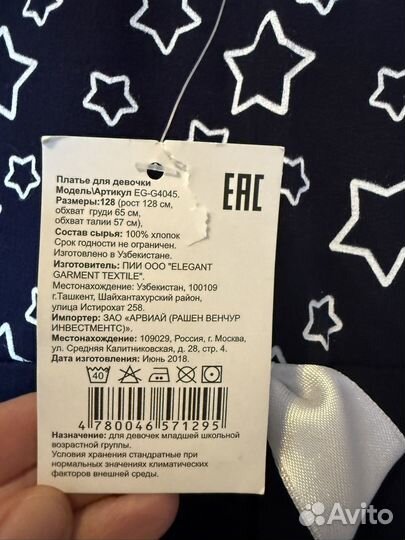 Платье для девочки
Модель\Артикул EG-G4045.
Размеры:128 (рост 128 см,
обхват груди 65 см,
обхват талии 57 см),
Состав сырья: 100% хлопок
Срок годности не ограничен.
Изготовлено в Узбекистане.
EAC
Изготовитель: ПИИ ООО "ELEGANT
GARMENT TEXTILE".
Местонахождение: Узбекистан, 100109
г.Ташкент, Шайхантахурский район,
улица Истирохат 258.
Импортер: ЗАО «АРВИАЙ (РАШЕН ВЕНЧУР
ИНВЕСТМЕНТС)».
Местонахождение: 109029, Россия, г. Москва,
ул. Средняя Калитниковская, д. 28, стр. 4.
Дата изготовления: Июнь 2018.
40
4780046571295
Назначение: для девочек младшей школьной
возрастной группы.
Условия хранения стандартные при
нормальных значениях климатических
факторов внешней среды.
Avito